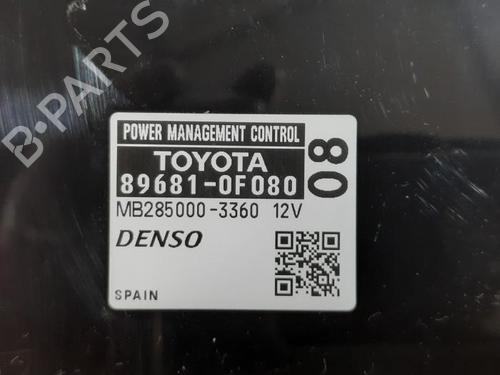 B-PARTS
POWER MANAGEMENT CONTROL
TOYOTA
89681-0F080
08
MB285000-3360 12V
DENSO
SPAIN